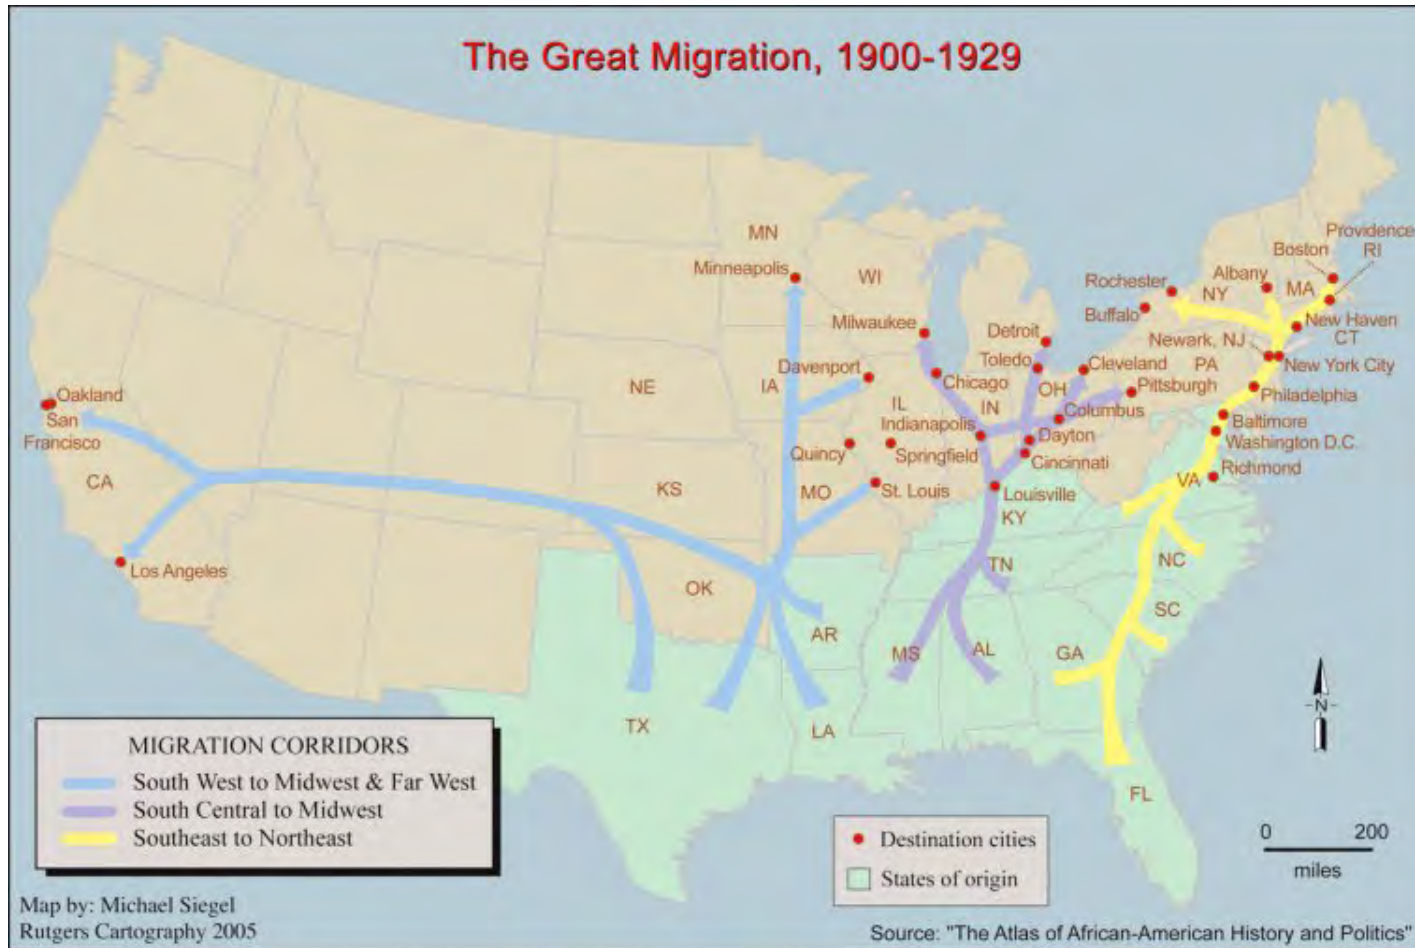 The Great Migration, 1900-1929
MN
Minneapolis
WI
Milwaukee
Detroit
Toledo
Chicago
Davenport
IA
NE
IL
IN
OH
Indianapolis
Cleveland
Pittsburgh
Columbus
Dayton
Cincinnati
Quincy
Springfield
St. Louis
MO
KS
Louisville
KY
Rochester
Buffalo
Albany
NY
Boston
Providence
RI
MA
New Haven
CT
Newark, NJ
PA
New York City
Philadelphia
Baltimore
Washington D.C.
Richmond
VA
Oakland
San
Francisco
CA
Los Angeles
OK
AR
TN
NC
SC
MS
AL
GA
TX
LA
FL
MIGRATION CORRIDORS
South West to Midwest & Far West
South Central to Midwest
Southeast to Northeast
Destination cities
States of origin
N
0 200
miles
Map by: Michael Siegel
Rutgers Cartography 2005
Source: "The Atlas of African-American History and Politics"